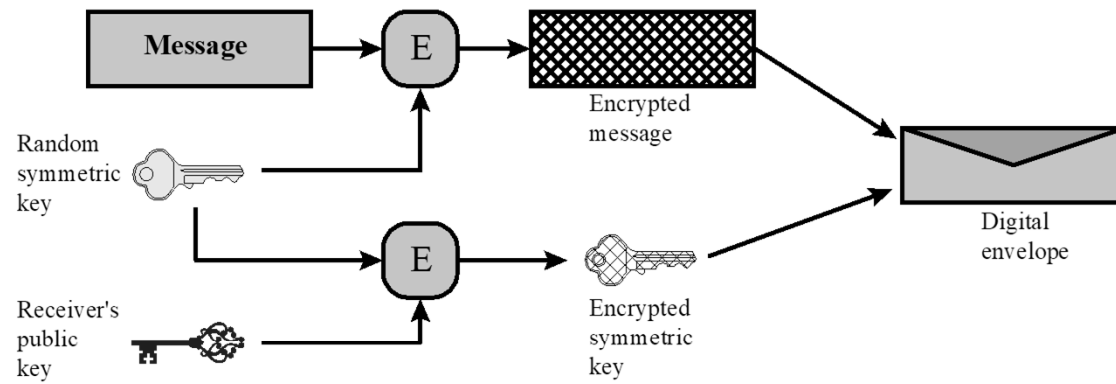 Message
E
Encrypted
message
Random
symmetric
key
Digital
envelope
E
Receiver's
public
key
Encrypted
symmetric
key